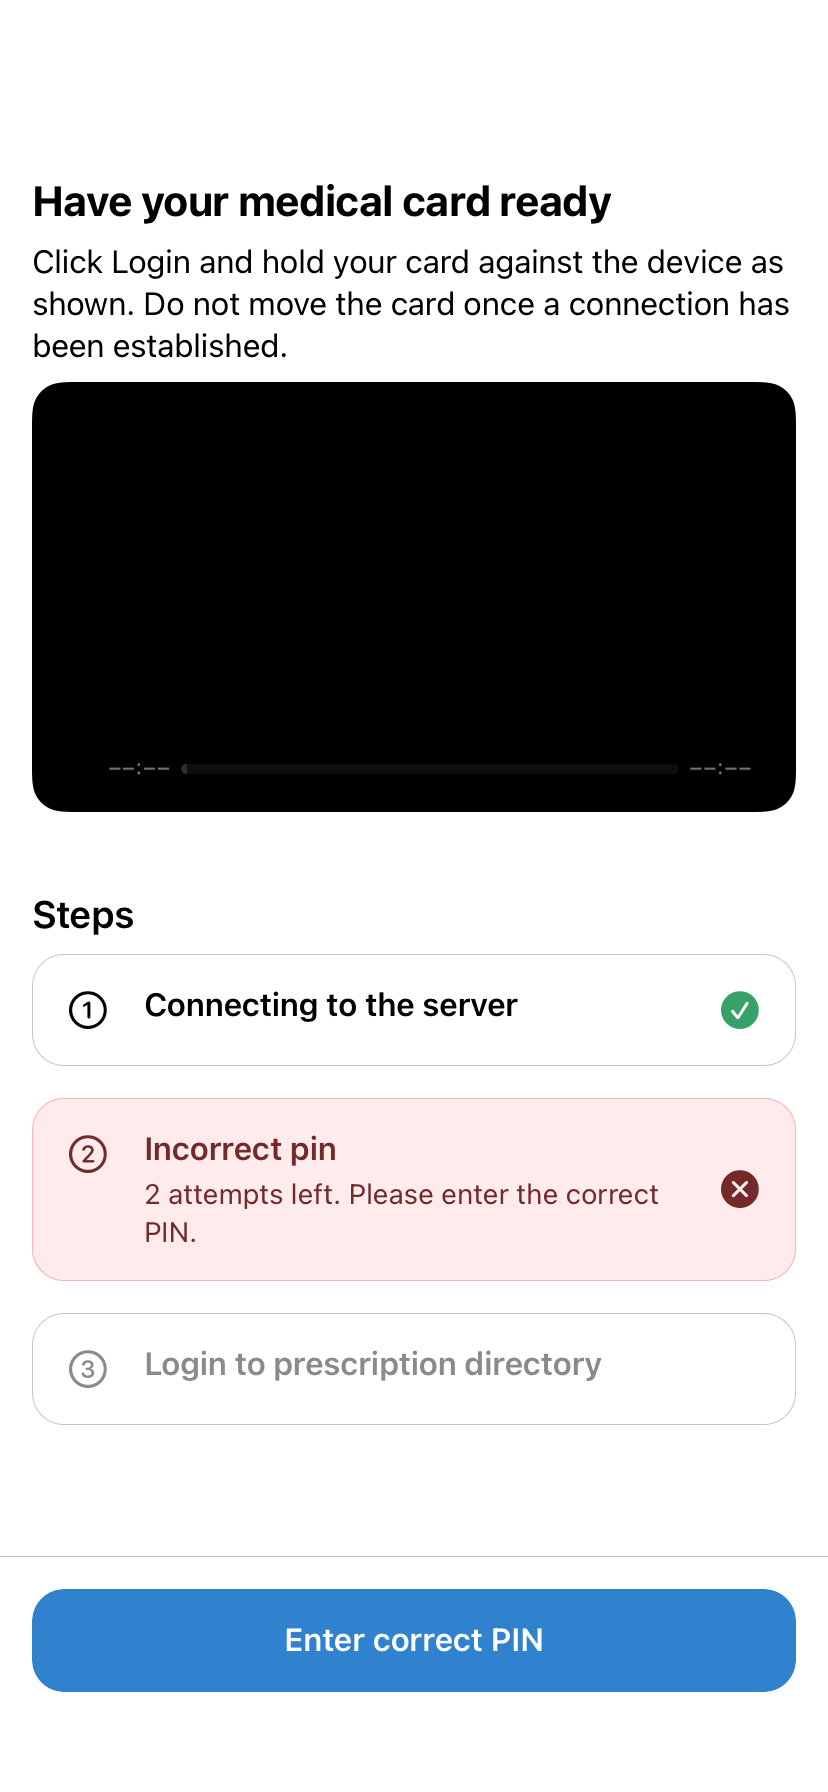 Have your medical card ready
Click Login and hold your card against the device as
shown. Do not move the card once a connection has
been established.
--:-- --:--
Steps
1 Connecting to the server
2 Incorrect pin
2 attempts left. Please enter the correct
PIN.
3 Login to prescription directory
Enter correct PIN